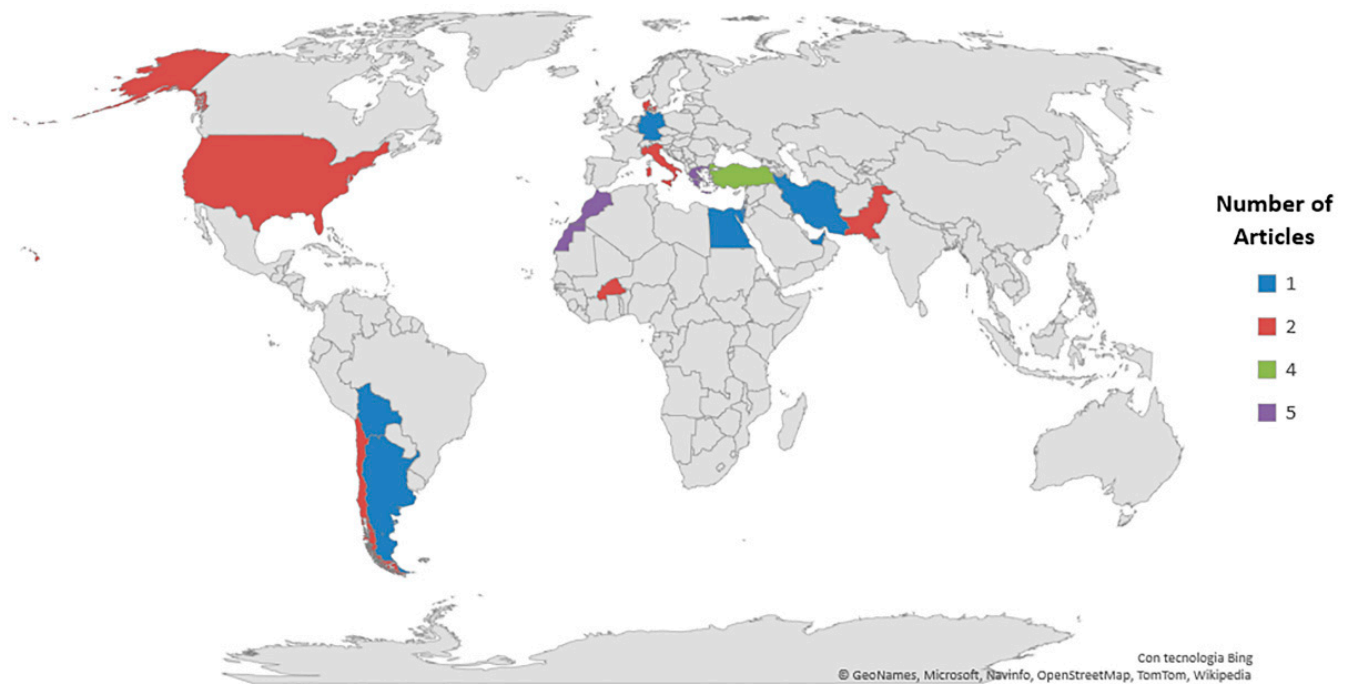 Number of
Articles
1
2
4
5
Con tecnologia Bing
© GeoNames, Microsoft, Navinfo, OpenStreetMap, TomTom, Wikipedia